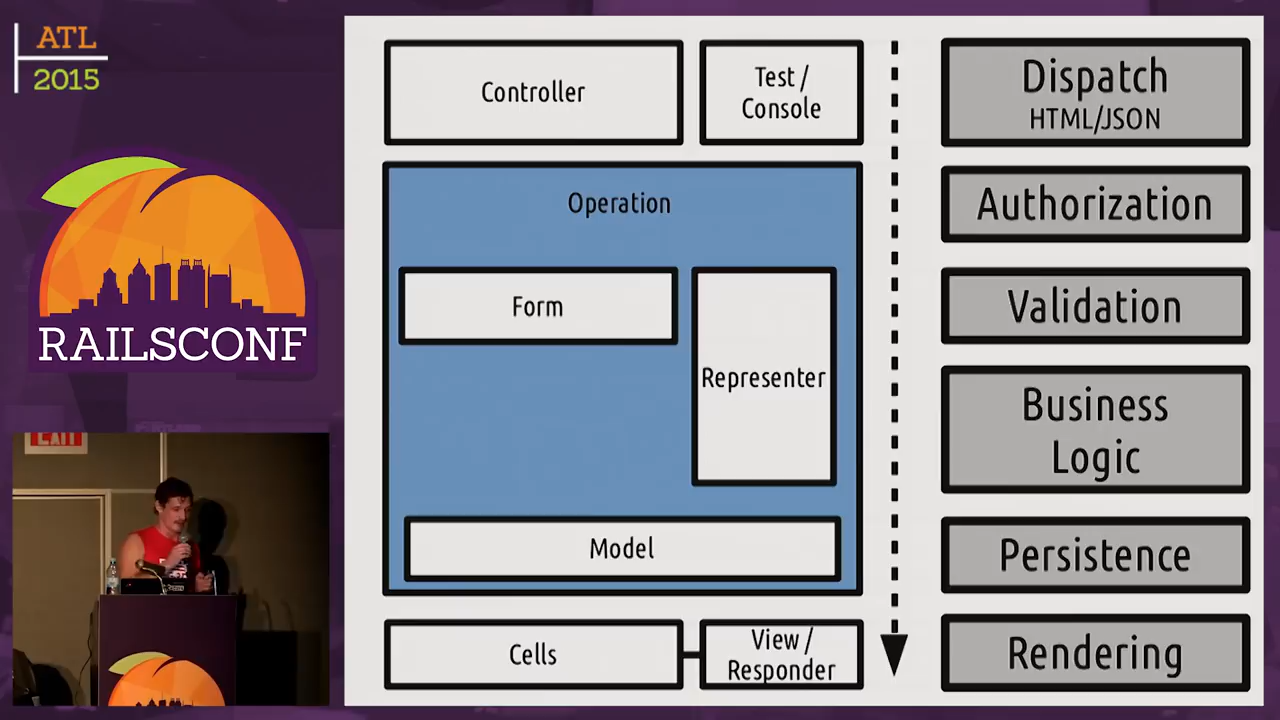 ATL
2015
RAILSCONF
EXIT
Controller
Test /
Console
Operation
Form
Representer
Model
Cells
View /
Responder
Dispatch
HTML/JSON
Authorization
Validation
Business
Logic
Persistence
Rendering